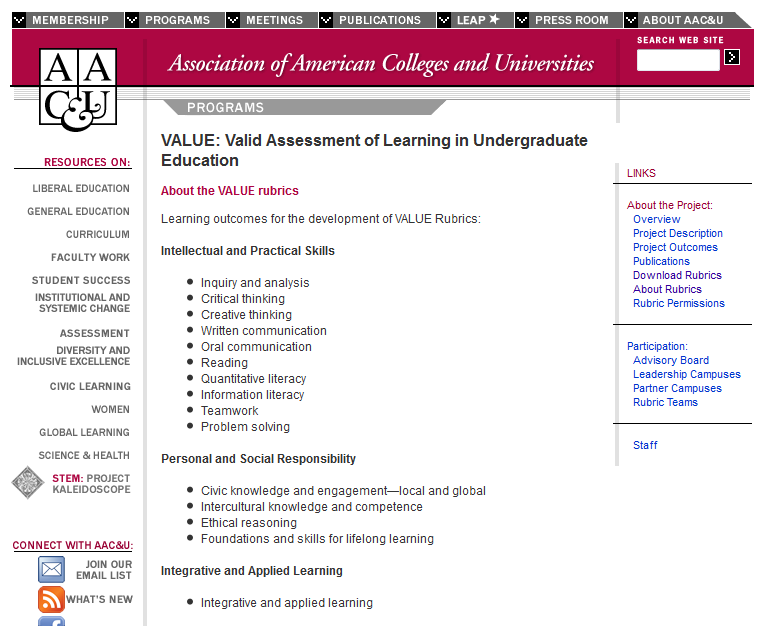 MEMBERSHIP PROGRAMS MEETINGS PUBLICATIONS LEAP PRESS ROOM ABOUT AAC&U
SEARCH WEB SITE
AA
C&U
Association of American Colleges and Universities
PROGRAMS
RESOURCES ON:
LIBERAL EDUCATION
GENERAL EDUCATION
CURRICULUM
FACULTY WORK
STUDENT SUCCESS
INSTITUTIONAL AND
SYSTEMIC CHANGE
ASSESSMENT
DIVERSITY AND
INCLUSIVE EXCELLENCE
CIVIC LEARNING
WOMEN
GLOBAL LEARNING
SCIENCE & HEALTH
STEM: PROJECT
KALEIDOSCOPE
CONNECT WITH AAC&U:
JOIN OUR
EMAIL LIST
WHAT'S NEW
VALUE: Valid Assessment of Learning in Undergraduate
Education
About the VALUE rubrics
Learning outcomes for the development of VALUE Rubrics:
Intellectual and Practical Skills
Inquiry and analysis
Critical thinking
Creative thinking
Written communication
Oral communication
Reading
Quantitative literacy
Information literacy
Teamwork
Problem solving
Personal and Social Responsibility
Civic knowledge and engagement—local and global
Intercultural knowledge and competence
Ethical reasoning
Foundations and skills for lifelong learning
Integrative and Applied Learning
Integrative and applied learning
LINKS
About the Project:
Overview
Project Description
Project Outcomes
Publications
Download Rubrics
About Rubrics
Rubric Permissions
Participation:
Advisory Board
Leadership Campuses
Partner Campuses
Rubric Teams
Staff